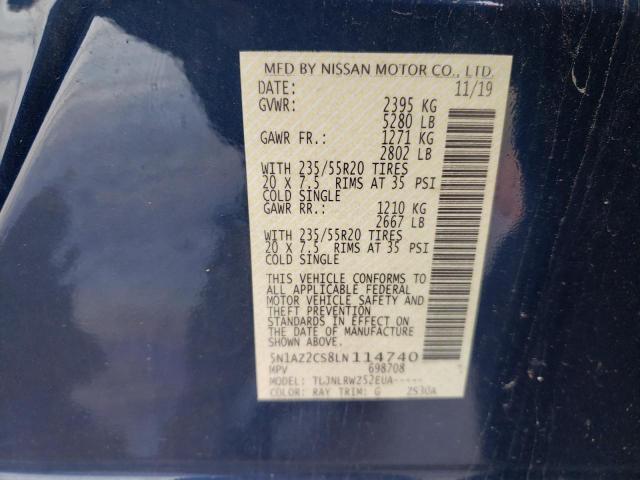 MFD BY NISSAN MOTOR CO., LTD.
DATE: 11/19
GVWR: 2395 KG
5280 LB
GAWR FR.: 1271 KG
2802 LB
WITH 235/55R20 TIRES
20 X 7.5 RIMS AT 35 PSI
COLD SINGLE
GAWR RR.: 1210 KG
2667 LB
WITH 235/55R20 TIRES
20 X 7.5 RIMS AT 35 PSI
COLD SINGLE
THIS VEHICLE CONFORMS TO
ALL APPLICABLE FEDERAL
MOTOR VEHICLE SAFETY AND
THEFT PREVENTION
STANDARDS IN EFFECT ON
THE DATE OF MANUFACTURE
SHOWN ABOVE.
5N1AZ2CS8LN114740
MPV 698708
MODEL: TLJNLRWZ52EUA-----
COLOR: RAY TRIM: G 2S30A